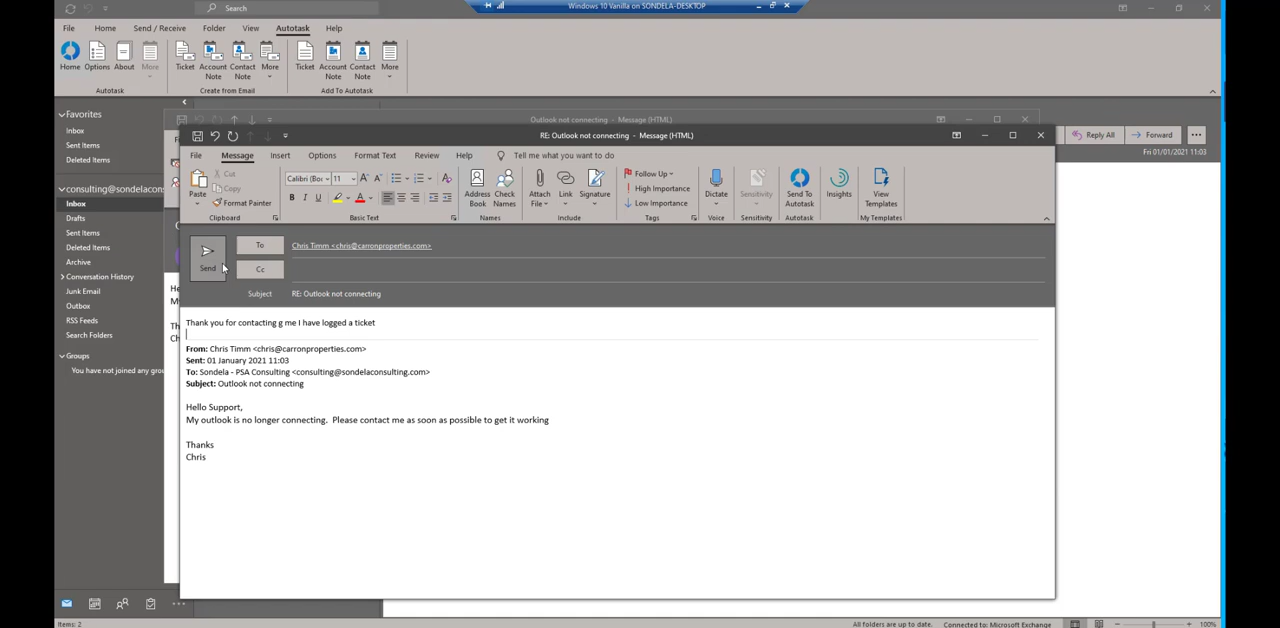 Search
Windows 10 Vanilla on SONDELA-DESKTOP
File Home Send / Receive Folder View Autotask Help
Home Options About More
Ticket Account Note Contact Note More
Ticket Account Note Contact Note More
Autotask Create from Email Add To Autotask
Favorites
Inbox
Sent Items
Deleted Items
consulting@sondelacons
Inbox
Drafts
Sent Items
Deleted Items
Archive
Conversation History
Junk Email
Outbox
RSS Feeds
Search Folders
Groups
You have not joined any grou
Outlook not connecting - Message (HTML)
Reply All Forward
Fri 01/01/2021 11:03
RE: Outlook not connecting - Message (HTML)
File Message Insert Options Format Text Review Help Tell me what you want to do
Paste Cut
Copy
Format Painter
Clipboard
Calibri (Boc 11
B I U
Basic Text
Address Book Check Names
Names
Attach File Link Signature
Include
Follow Up
High Importance
Low Importance
Tags
Dictate
Voice
Sensitivity
Sensitivity
Send To Autotask
Autotask
Insights
View Templates
My Templates
Send
To Chris Timm <chris@carronproperties.com>
Cc
Subject RE: Outlook not connecting
Thank you for contacting g me I have logged a ticket
From: Chris Timm <chris@carronproperties.com>
Sent: 01 January 2021 11:03
To: Sondela - PSA Consulting <consulting@sondelaconsulting.com>
Subject: Outlook not connecting
Hello Support,
My outlook is no longer connecting. Please contact me as soon as possible to get it working
Thanks
Chris
He
My
Th
Ch
Items: 2
All folders are up to date. Connected to: Microsoft Exchange 100%